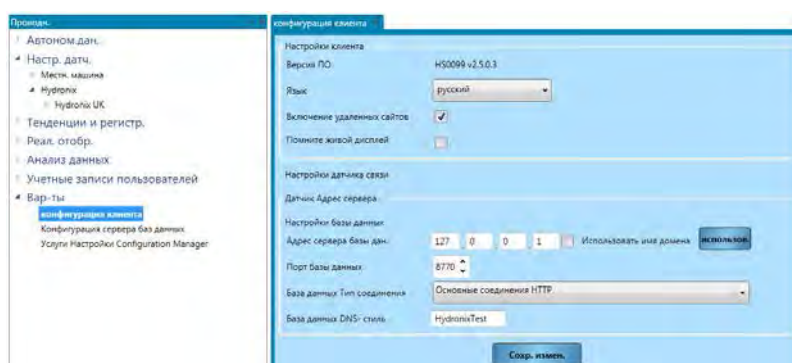 Проводн.
Автоном.дан.
Настр. датч.
Местн. машина
Hydronix
Hydronix UK
Тенденции и регистр.
Реал. отобр.
Анализ данных
Учетные записи пользователей
Вар-ты
конфигурация клиента
Конфигурация сервера баз данных
Услуги Настройки Configuration Manager
конфигурация клиента
Настройки клиента
Версия ПО
HS0099 v2.5.0.3
Язык
русский
Включение удаленных сайтов
Помните живой дисплей
Настройки датчика связи
Датчик Адрес сервера
Настройки базы данных
Адрес сервера базы дан.
127 . 0 . 0 . 1
Использовать имя домена
использов.
Порт базы данных
8770
База данных Тип соединения
Основные соединения HTTP
База данных DNS- стиль
HydronixTest
Сохр. измен.